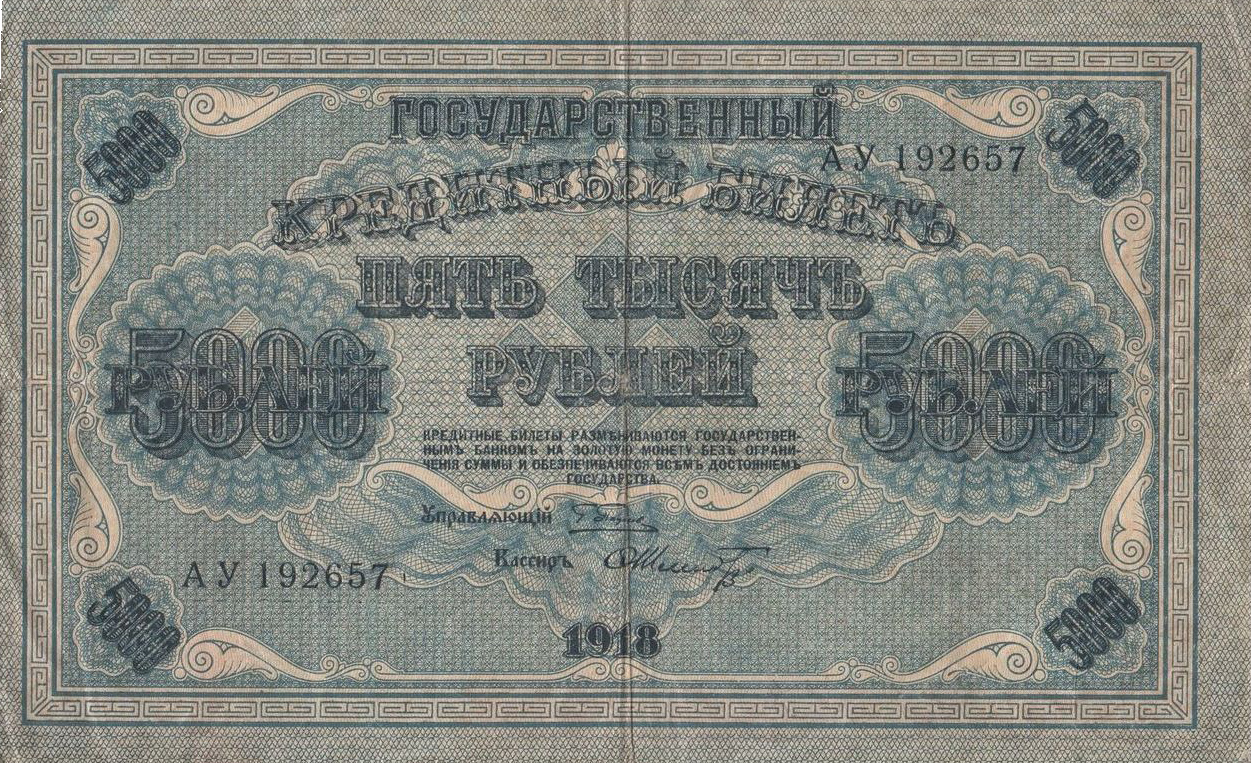 5000
5000
ГОСУДАРСТВЕННЫЙ
АУ 192657
КРЕДИТНЫЙ БИЛЕТЪ
ПЯТЬ ТЫСЯЧЪ
РУБЛЕЙ
5000
РУБЛЕЙ
5000
РУБЛЕЙ
КРЕДИТНЫЕ БИЛЕТЫ РАЗМѢНИВАЮТСЯ ГОСУДАРСТВЕН-
НЫМЪ БАНКОМЪ НА ЗОЛОТУЮ МОНЕТУ БЕЗЪ ОГРАНИ-
ЧЕНІЯ СУММЫ И ОБЕЗПЕЧИВАЮТСЯ ВСѢМЪ ДОСТОЯНІЕМЪ
ГОСУДАРСТВА.
Управляющій
Кассиръ
АУ 192657
5000
5000
1918